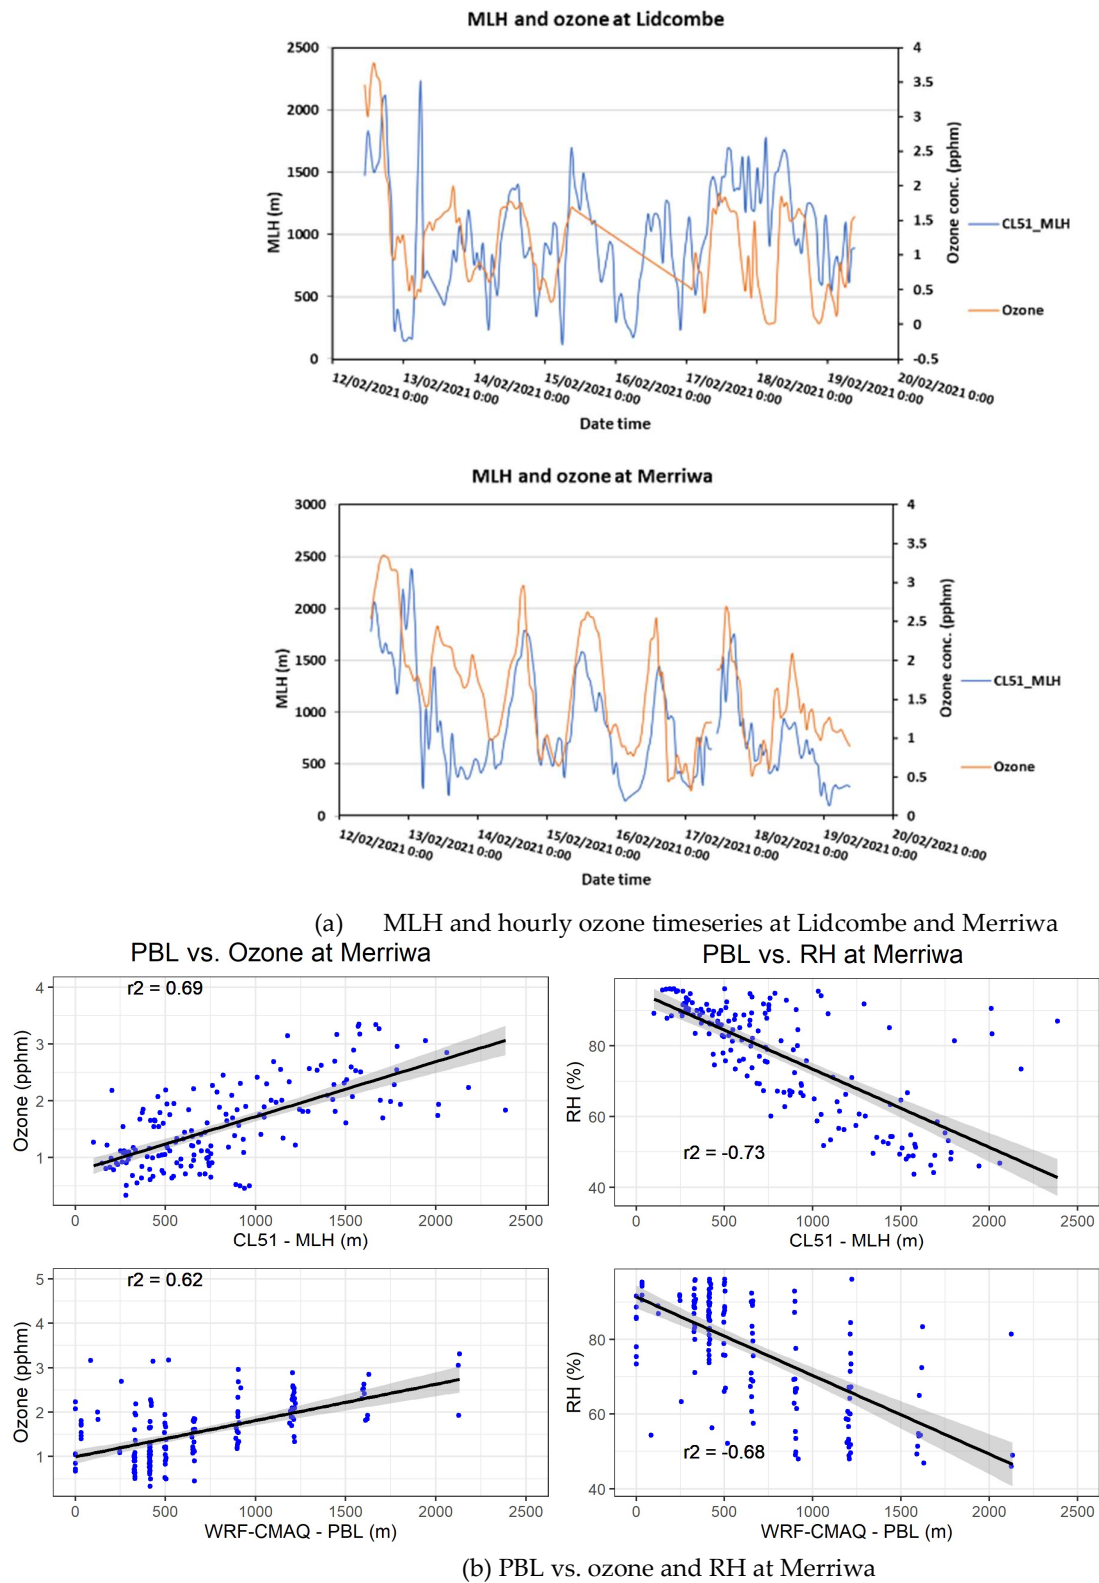 MLH and ozone at Lidcombe
2500
2000
1500
1000
500
0
MLH (m)
4
3.5
3
2.5
2
1.5
1
0.5
0
-0.5
Ozone conc. (pphm)
CL51_MLH
Ozone
12/02/2021 0:00
13/02/2021 0:00
14/02/2021 0:00
15/02/2021 0:00
16/02/2021 0:00
17/02/2021 0:00
18/02/2021 0:00
19/02/2021 0:00
20/02/2021 0:00
Date time
MLH and ozone at Merriwa
3000
2500
2000
1500
1000
500
0
MLH (m)
4
3.5
3
2.5
2
1.5
1
0.5
0
Ozone conc. (pphm)
CL51_MLH
Ozone
12/02/2021 0:00
13/02/2021 0:00
14/02/2021 0:00
15/02/2021 0:00
16/02/2021 0:00
17/02/2021 0:00
18/02/2021 0:00
19/02/2021 0:00
20/02/2021 0:00
Date time
(a) MLH and hourly ozone timeseries at Lidcombe and Merriwa
PBL vs. Ozone at Merriwa
r2 = 0.69
4
3
2
1
Ozone (pphm)
0 500 1000 1500 2000 2500
CL51 - MLH (m)
PBL vs. RH at Merriwa
80
60
40
RH (%)
r2 = -0.73
0 500 1000 1500 2000 2500
CL51 - MLH (m)
r2 = 0.62
5
4
3
2
1
Ozone (pphm)
0 500 1000 1500 2000 2500
WRF-CMAQ - PBL (m)
80
60
40
RH (%)
r2 = -0.68
0 500 1000 1500 2000 2500
WRF-CMAQ - PBL (m)
(b) PBL vs. ozone and RH at Merriwa